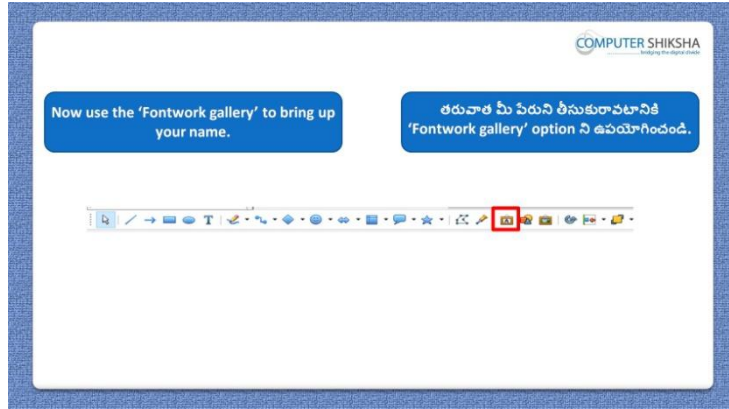 COMPUTER SHIKSHA
bridging the digital divide
Now use the ‘Fontwork gallery’ to bring up
your name.
తరువాత మీ పేరుని తీసుకురావటానికి
‘Fontwork gallery’ option ని ఉపయోగించండి.
T